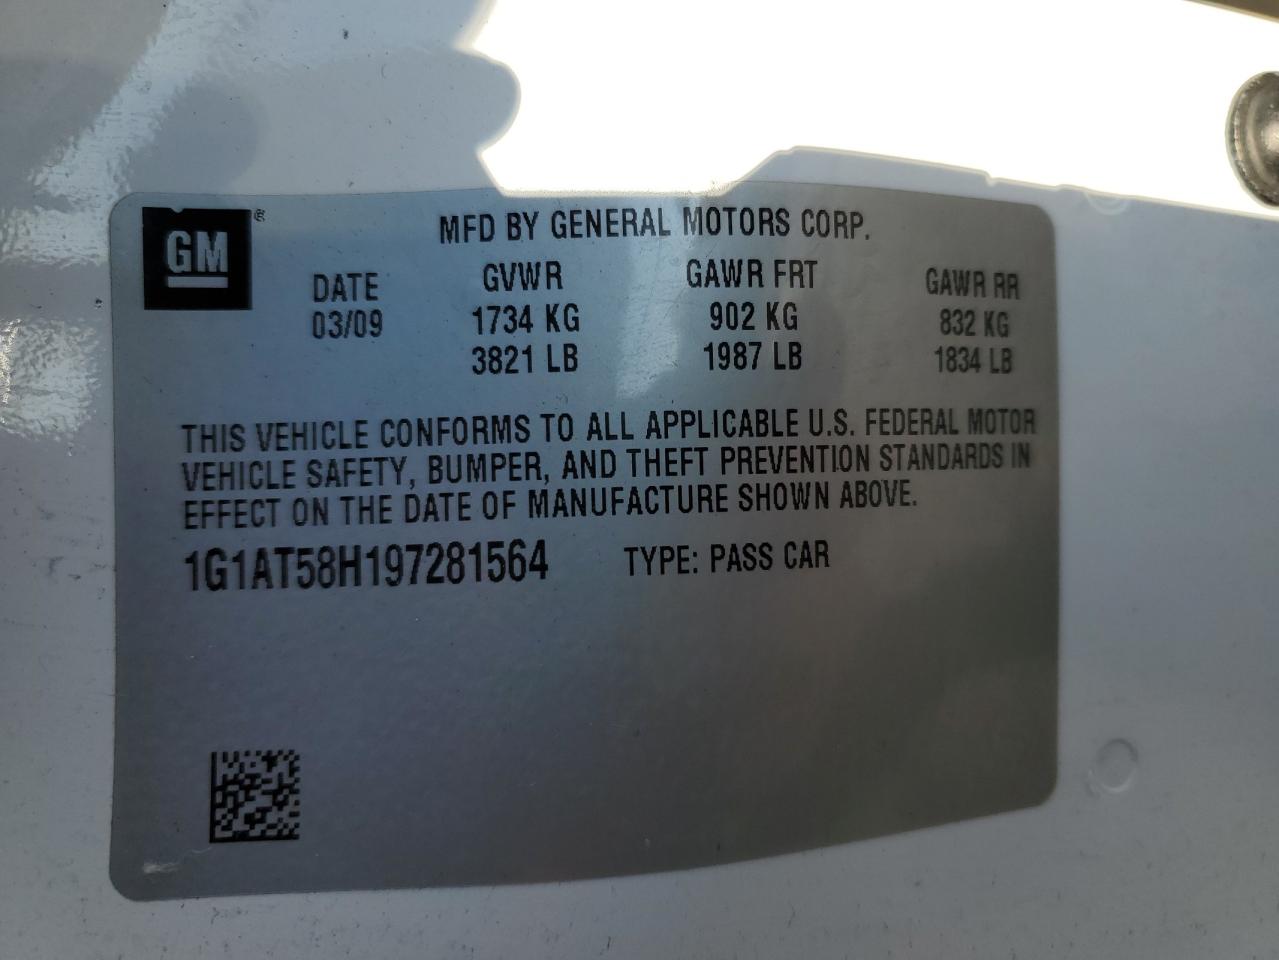 GM ®
MFD BY GENERAL MOTORS CORP.
DATE GVWR GAWR FRT GAWR RR
03/09 1734 KG 902 KG 832 KG
3821 LB 1987 LB 1834 LB
THIS VEHICLE CONFORMS TO ALL APPLICABLE U.S. FEDERAL MOTOR
VEHICLE SAFETY, BUMPER, AND THEFT PREVENTION STANDARDS IN
EFFECT ON THE DATE OF MANUFACTURE SHOWN ABOVE.
1G1AT58H197281564 TYPE: PASS CAR